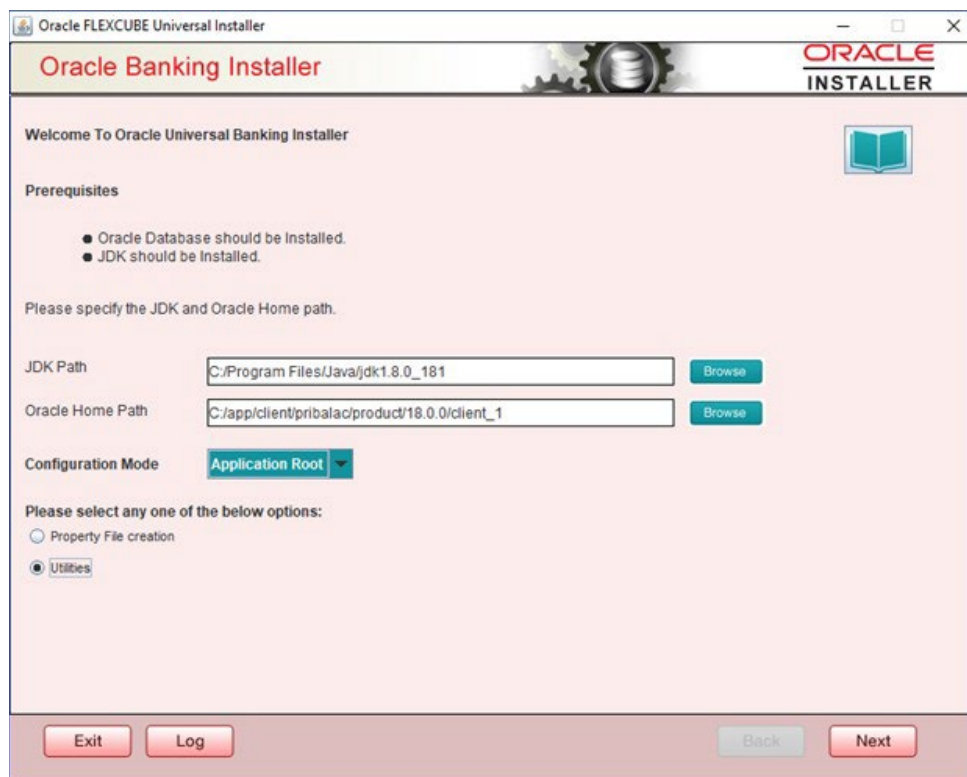 Oracle FLEXCUBE Universal Installer
Oracle Banking Installer
ORACLE
INSTALLER
Welcome To Oracle Universal Banking Installer
Prerequisites
Oracle Database should be Installed.
JDK should be Installed.
Please specify the JDK and Oracle Home path.
JDK Path C:/Program Files/Java/jdk1.8.0_181 Browse
Oracle Home Path C:/app/client/pribalac/product/18.0.0/client_1 Browse
Configuration Mode Application Root
Please select any one of the below options:
Property File creation
Utilities
Exit Log Back Next